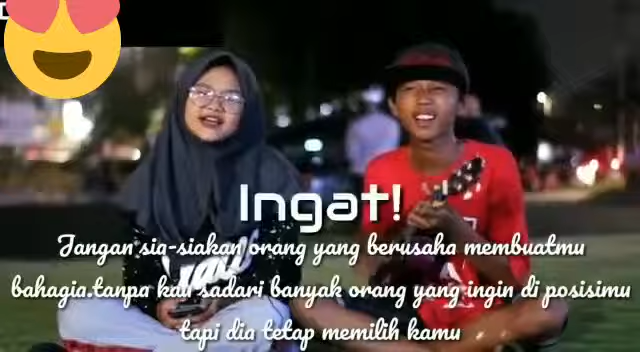 Ingat!
Jangan sia-siakan orang yang berusaha membuatmu
bahagia.tanpa kau sadari banyak orang yang ingin di posisimu
tapi dia tetap memilih kamu